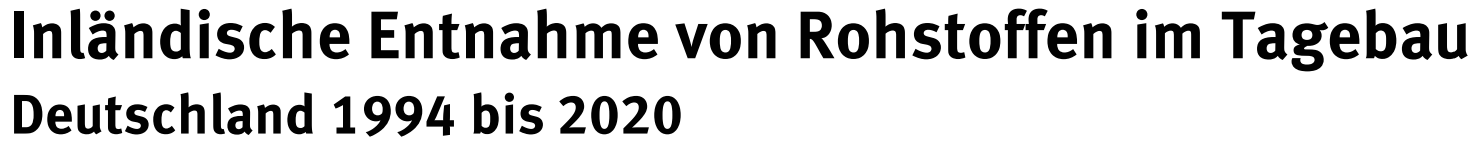 Inländische Entnahme von Rohstoffen im Tagebau
Deutschland 1994 bis 2020